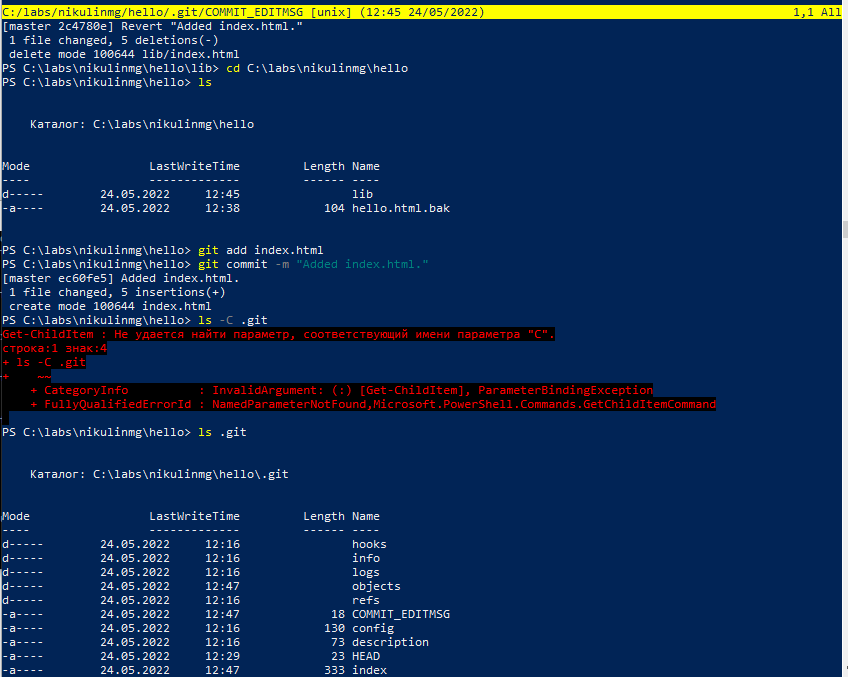 C:/labs/nikulinmg/hello/.git/COMMIT_EDITMSG [unix] (12:45 24/05/2022) 1,1 All
[master 2c4780e] Revert "Added index.html."
1 file changed, 5 deletions(-)
delete mode 100644 lib/index.html
PS C:\labs\nikulinmg\hello\lib> cd C:\labs\nikulinmg\hello
PS C:\labs\nikulinmg\hello> ls
Каталог: C:\labs\nikulinmg\hello
Mode LastWriteTime Length Name
---- ------------- ------ ----
d----- 24.05.2022 12:45 lib
-a---- 24.05.2022 12:38 104 hello.html.bak
PS C:\labs\nikulinmg\hello> git add index.html
PS C:\labs\nikulinmg\hello> git commit -m "Added index.html."
[master ec60fe5] Added index.html.
1 file changed, 5 insertions(+)
create mode 100644 index.html
PS C:\labs\nikulinmg\hello> ls -C .git
Get-ChildItem : Не удается найти параметр, соответствующий имени параметра "C".
строка:1 знак:4
+ ls -C .git
+ ~~
+ CategoryInfo : InvalidArgument: (:) [Get-ChildItem], ParameterBindingException
+ FullyQualifiedErrorId : NamedParameterNotFound,Microsoft.PowerShell.Commands.GetChildItemCommand
PS C:\labs\nikulinmg\hello> ls .git
Каталог: C:\labs\nikulinmg\hello\.git
Mode LastWriteTime Length Name
---- ------------- ------ ----
d----- 24.05.2022 12:16 hooks
d----- 24.05.2022 12:16 info
d----- 24.05.2022 12:16 logs
d----- 24.05.2022 12:47 objects
d----- 24.05.2022 12:16 refs
-a---- 24.05.2022 12:47 18 COMMIT_EDITMSG
-a---- 24.05.2022 12:16 130 config
-a---- 24.05.2022 12:16 73 description
-a---- 24.05.2022 12:29 23 HEAD
-a---- 24.05.2022 12:47 333 index